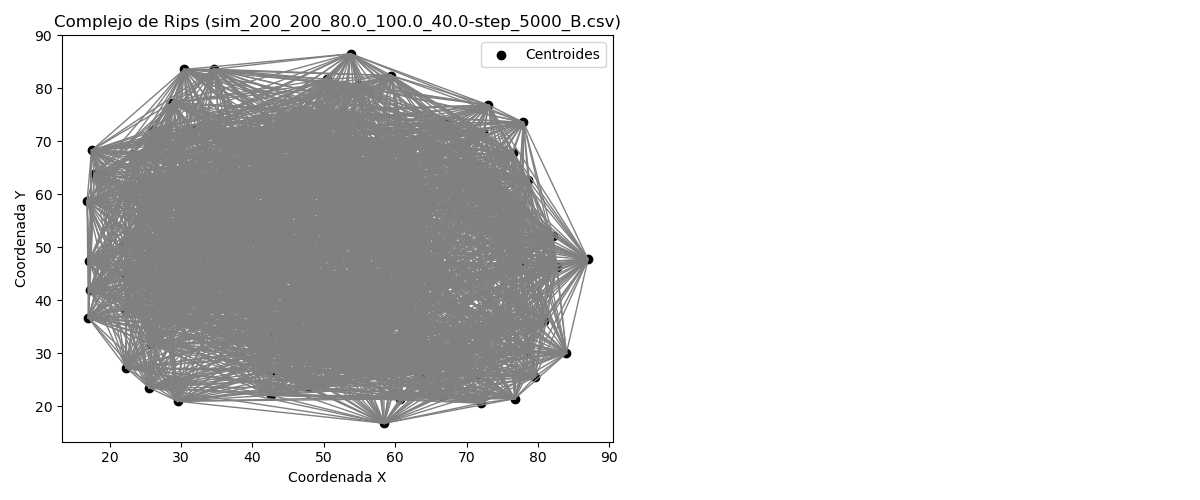 Complejo de Rips (sim_200_200_80.0_100.0_40.0-step_5000_B.csv)
Centroides
90
80
70
60
50
40
30
20
Coordenada Y
20 30 40 50 60 70 80 90
Coordenada X